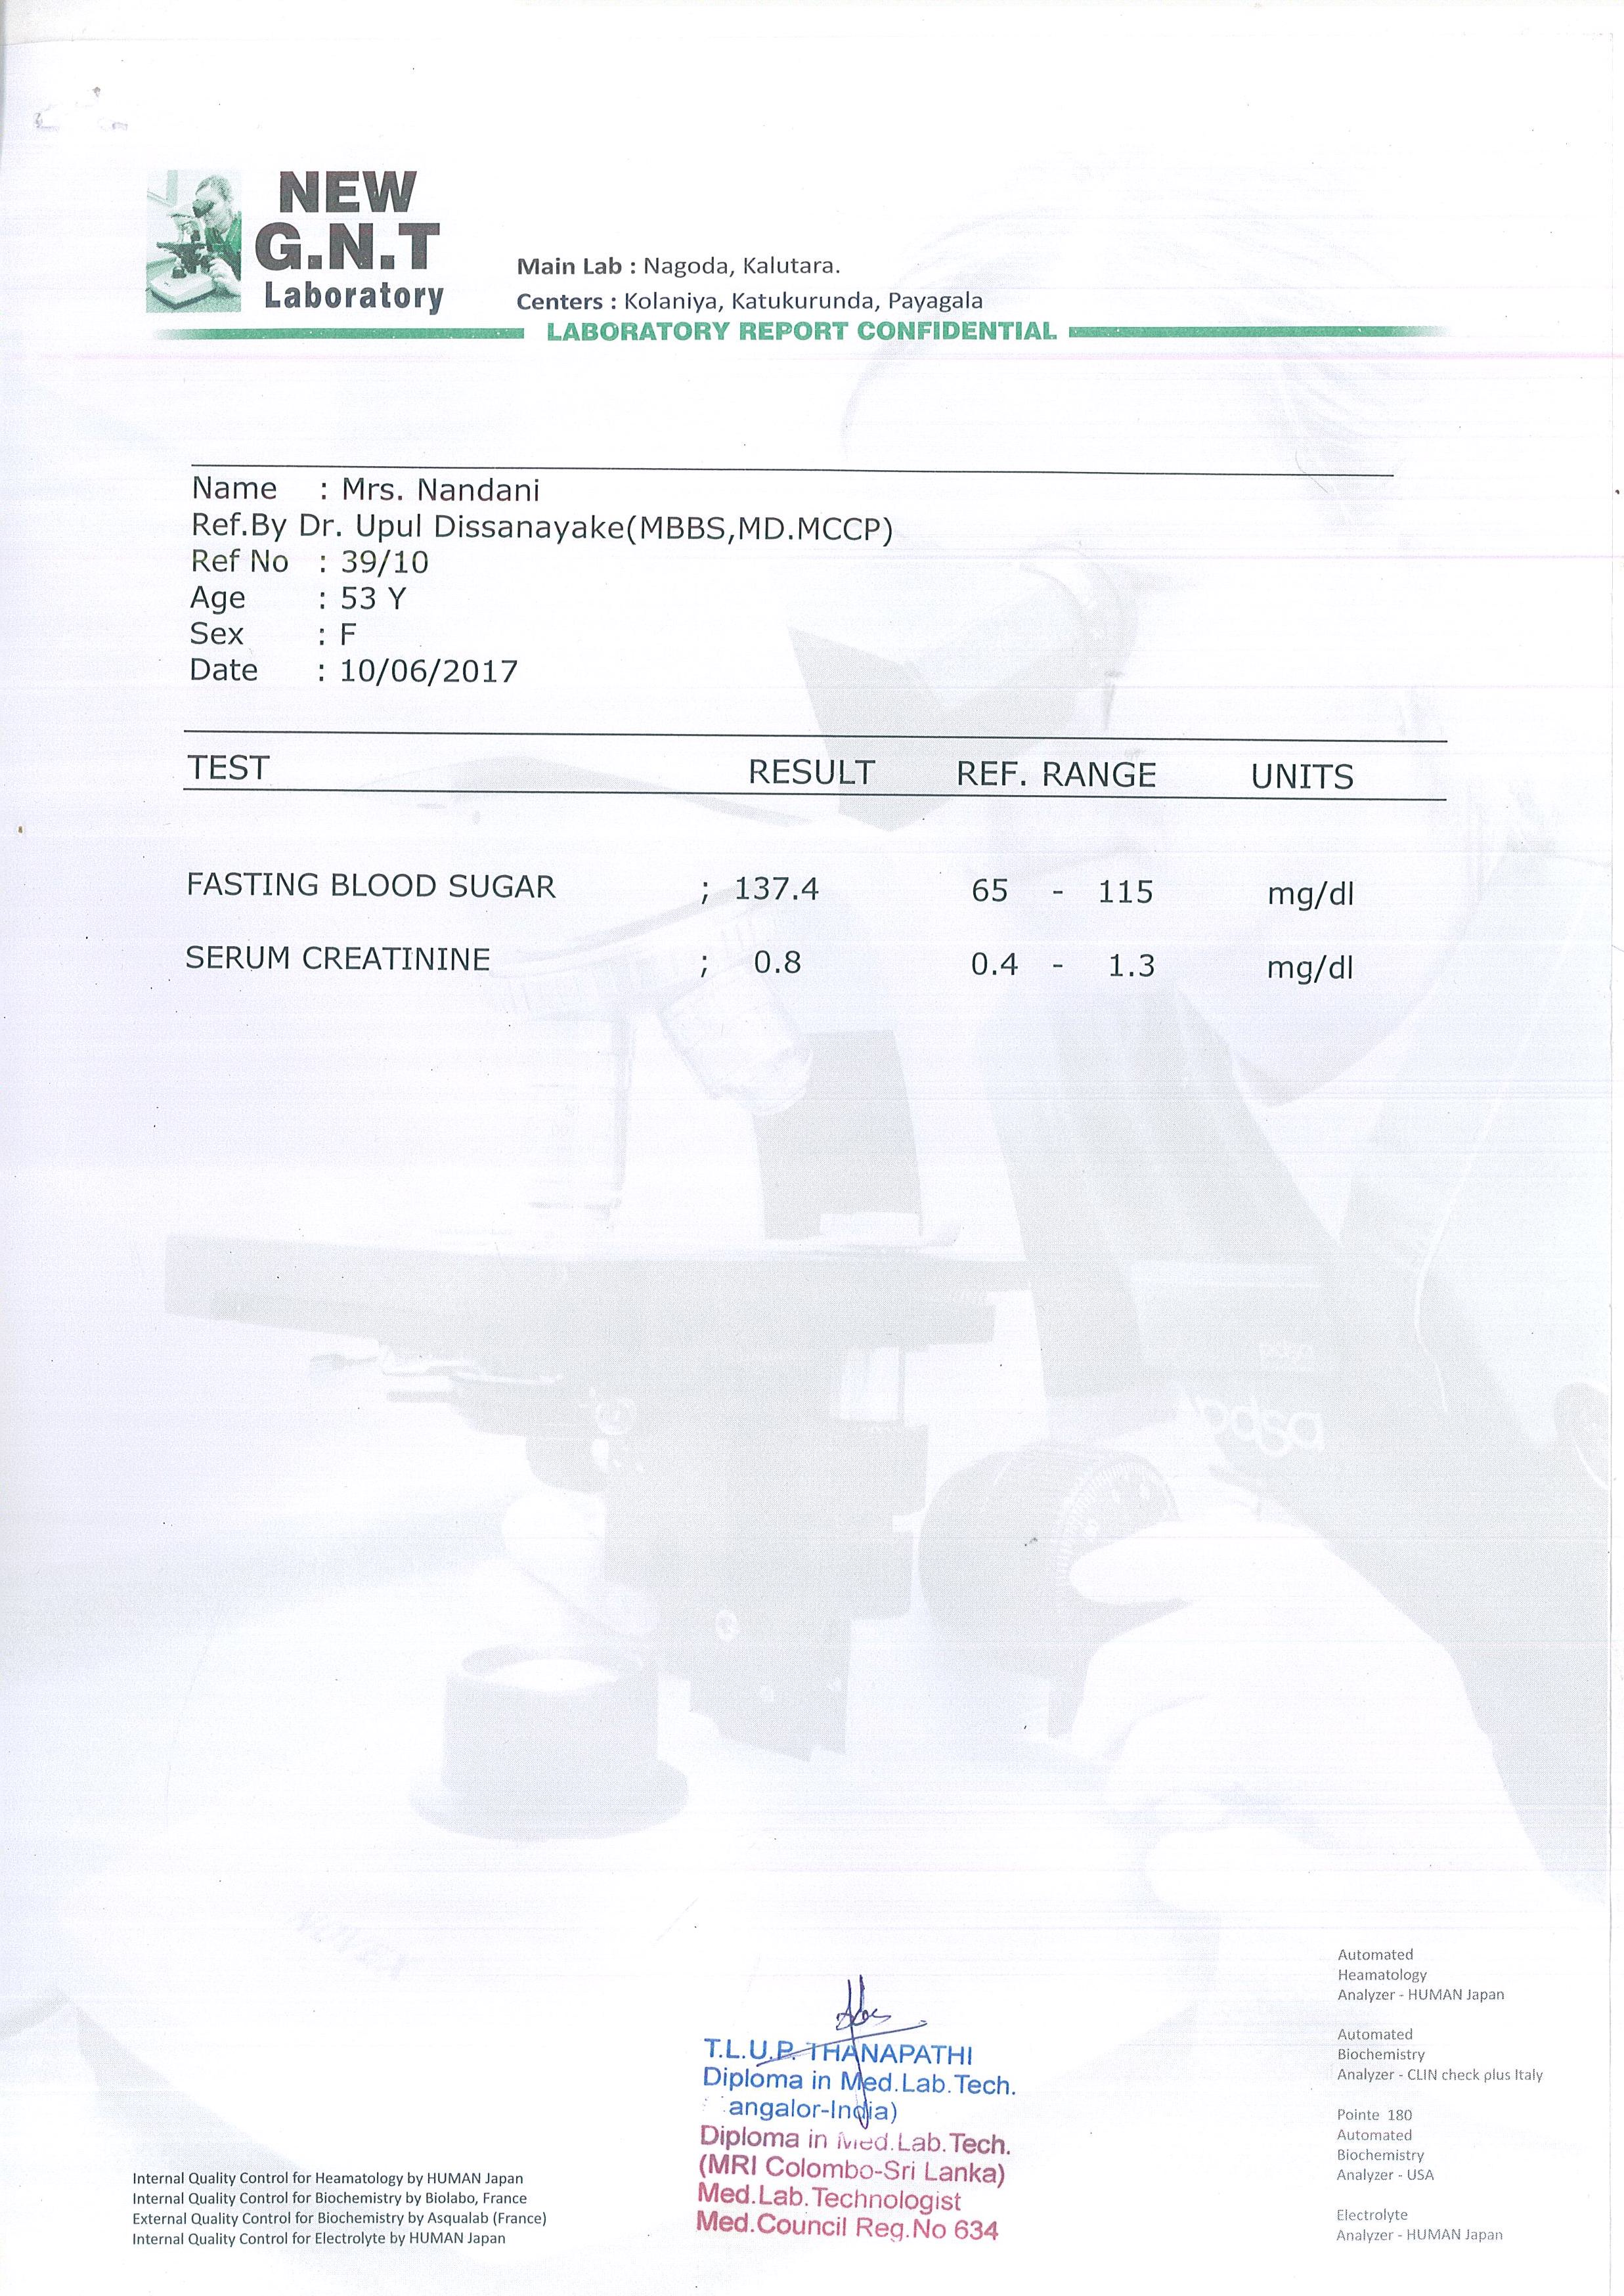 NEW
G.N.T
Laboratory
Main Lab : Nagoda, Kalutara.
Centers : Kolaniya, Katukurunda, Payagala
LABORATORY REPORT CONFIDENTIAL
Name : Mrs. Nandani
Ref.By Dr. Upul Dissanayake(MBBS,MD.MCCP)
Ref No : 39/10
Age : 53 Y
Sex : F
Date : 10/06/2017
TEST RESULT REF. RANGE UNITS
FASTING BLOOD SUGAR ; 137.4 65 - 115 mg/dl
SERUM CREATININE ; 0.8 0.4 - 1.3 mg/dl
pdsa
T.L.U.P. THANAPATHI
Diploma in Med.Lab.Tech.
angalor-India)
Diploma in Med.Lab.Tech.
(MRI Colombo-Sri Lanka)
Med.Lab.Technologist
Med.Council Reg.No 634
Internal Quality Control for Heamatology by HUMAN Japan
Internal Quality Control for Biochemistry by Biolabo, France
External Quality Control for Biochemistry by Asqualab (France)
Internal Quality Control for Electrolyte by HUMAN Japan
Automated
Heamatology
Analyzer - HUMAN Japan
Automated
Biochemistry
Analyzer - CLIN check plus Italy
Pointe 180
Automated
Biochemistry
Analyzer - USA
Electrolyte
Analyzer - HUMAN Japan